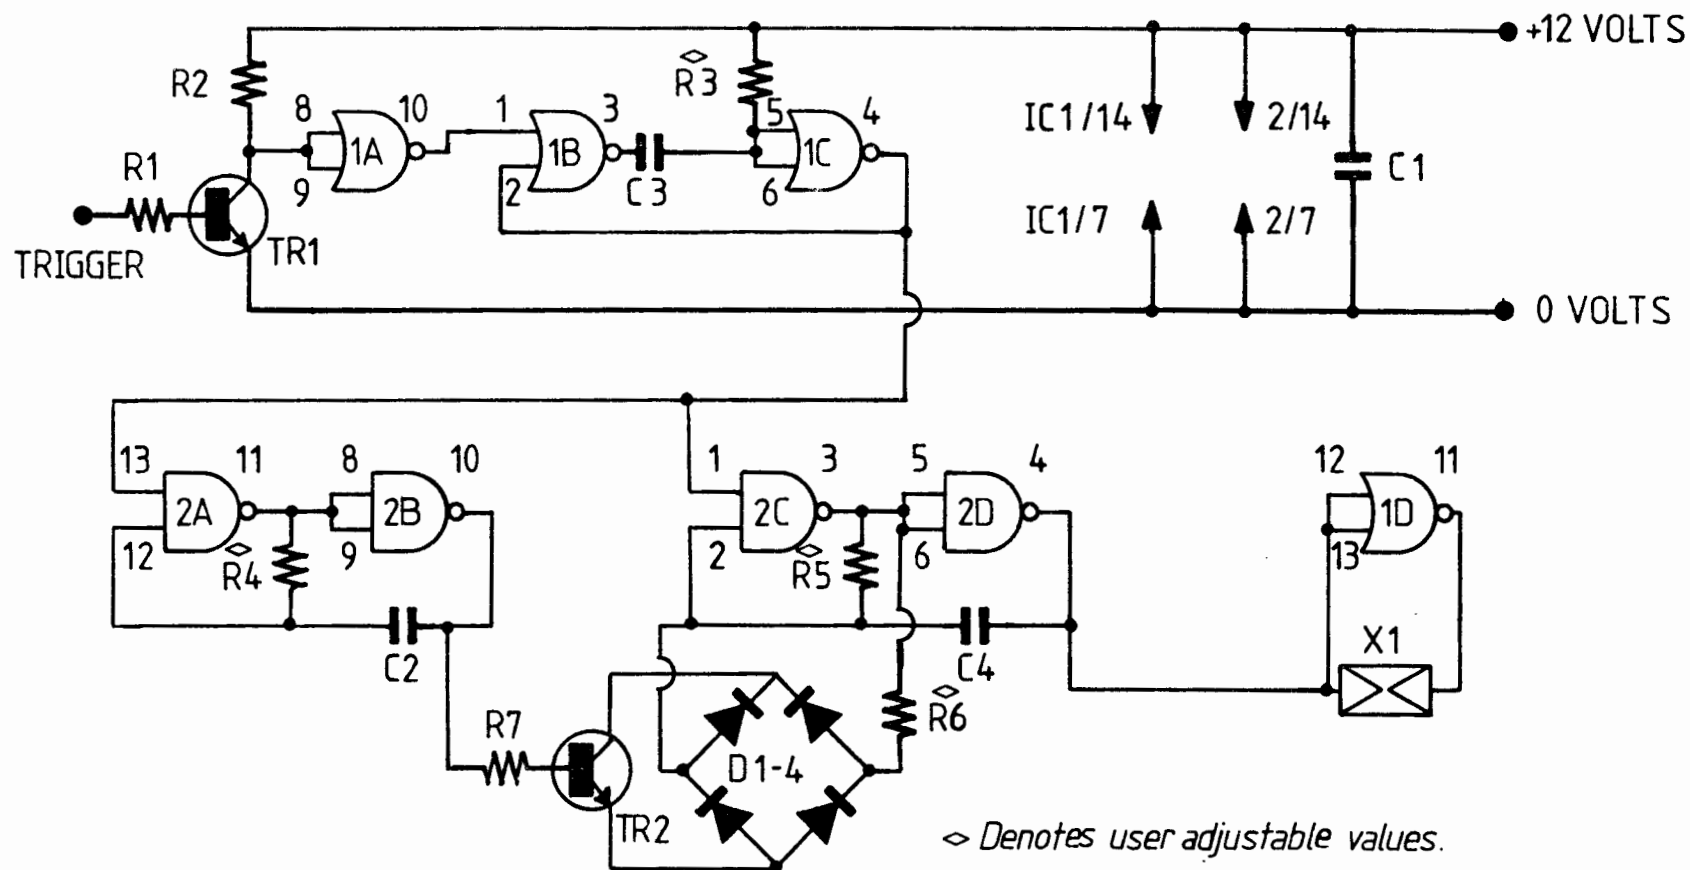 +12 VOLTS
R2
R3
8
10
1
3
5
4
1A
1B
1C
IC1/14
2/14
R1
9
2
C3
6
C1
TR1
IC1/7
2/7
TRIGGER
0 VOLTS
13
11
8
10
1
3
5
4
12
11
2A
2B
2C
2D
1D
12
R4
9
2
R5
6
13
C2
C4
X1
R7
D1-4
R6
TR2
◇ Denotes user adjustable values.